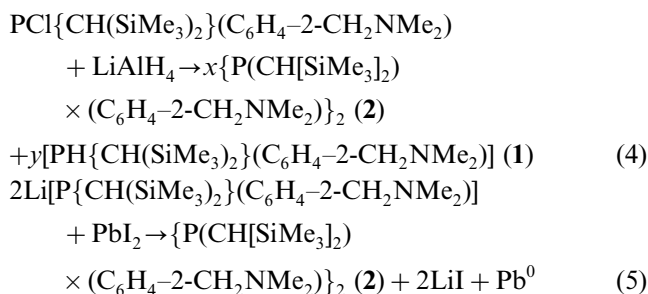 PCl{CH(SiMe₃)₂}(C₆H₄–2–CH₂NMe₂)
+ LiAlH₄→x{P(CH[SiMe₃]₂)
× (C₆H₄–2-CH₂NMe₂)}₂ (2)
+y[PH{CH(SiMe₃)₂}(C₆H₄–2-CH₂NMe₂)] (1) (4)
2Li[P{CH(SiMe₃)₂}(C₆H₄–2-CH₂NMe₂)]
+ PbI₂→{P(CH[SiMe₃]₂)
× (C₆H₄–2-CH₂NMe₂)}₂ (2) + 2LiI + Pb⁰ (5)